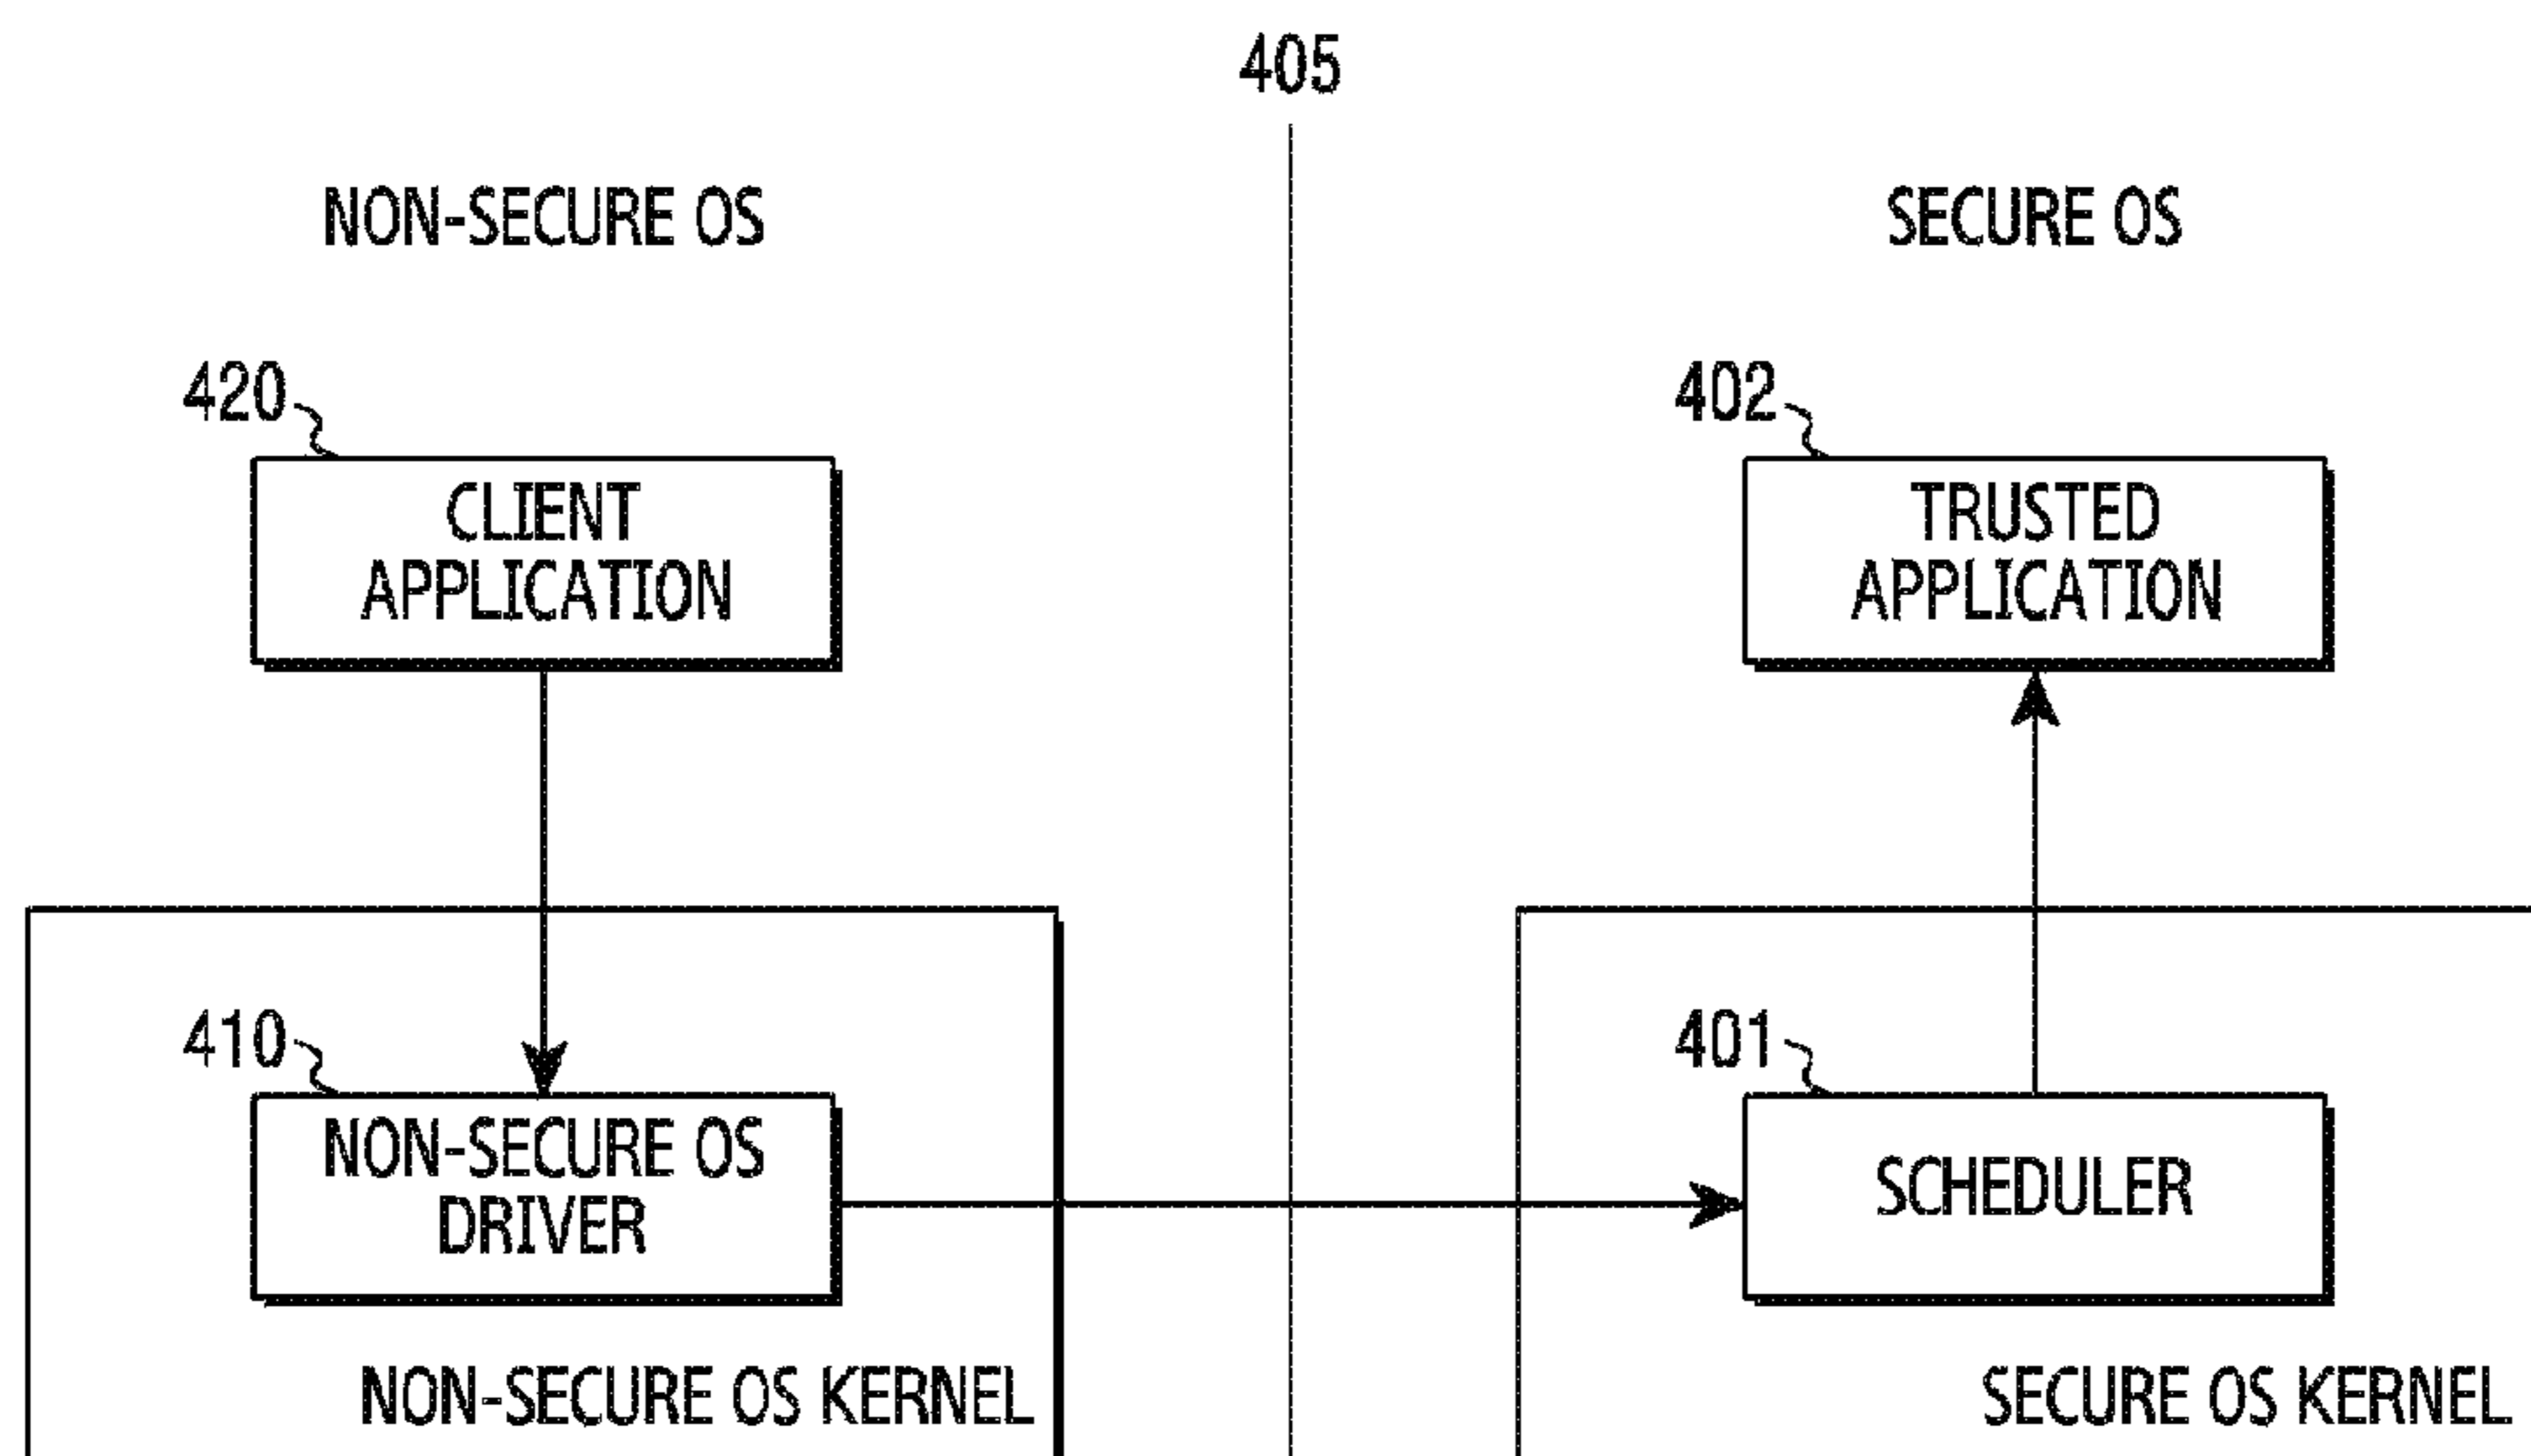 405
NON-SECURE OS
SECURE OS
420
402
CLIENT
APPLICATION
TRUSTED
APPLICATION
410
401
NON-SECURE OS
DRIVER
SCHEDULER
NON-SECURE OS KERNEL
SECURE OS KERNEL